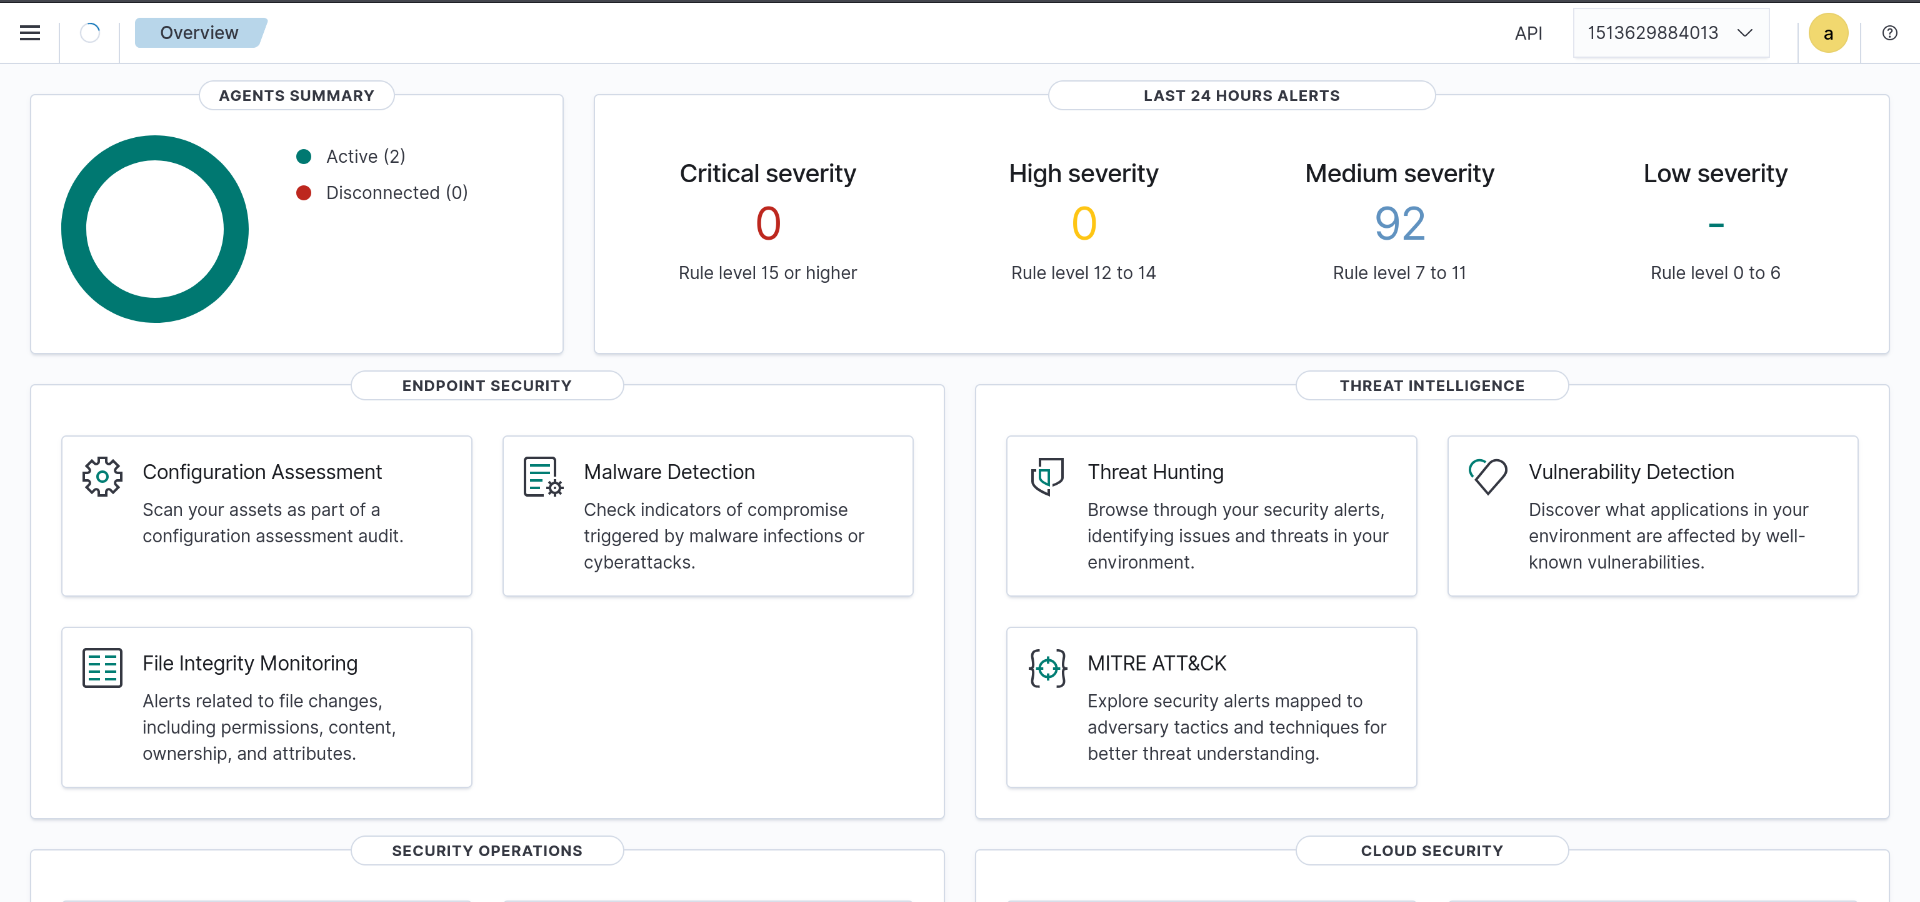 Overview
API
1513629884013
a
AGENTS SUMMARY
Active (2)
Disconnected (0)
LAST 24 HOURS ALERTS
Critical severity
0
Rule level 15 or higher
High severity
0
Rule level 12 to 14
Medium severity
92
Rule level 7 to 11
Low severity
-
Rule level 0 to 6
ENDPOINT SECURITY
Configuration Assessment
Scan your assets as part of a
configuration assessment audit.
Malware Detection
Check indicators of compromise
triggered by malware infections or
cyberattacks.
File Integrity Monitoring
Alerts related to file changes,
including permissions, content,
ownership, and attributes.
THREAT INTELLIGENCE
Threat Hunting
Browse through your security alerts,
identifying issues and threats in your
environment.
Vulnerability Detection
Discover what applications in your
environment are affected by well-
known vulnerabilities.
MITRE ATT&CK
Explore security alerts mapped to
adversary tactics and techniques for
better threat understanding.
SECURITY OPERATIONS
CLOUD SECURITY